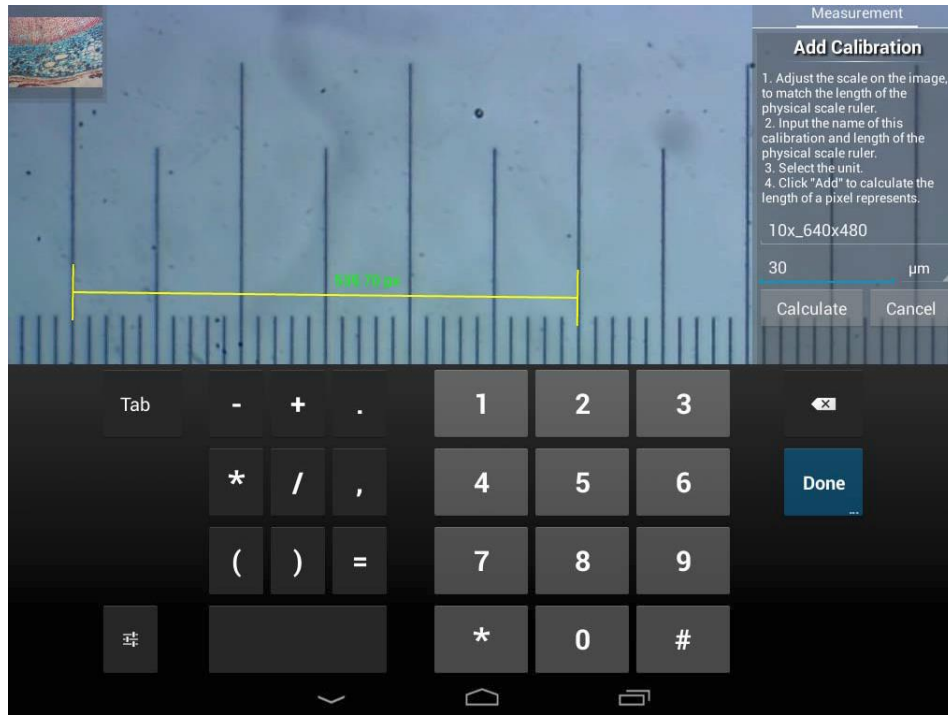 Measurement
Add Calibration
1. Adjust the scale on the image,
to match the length of the
physical scale ruler.
2. Input the name of this
calibration and length of the
physical scale ruler.
3. Select the unit.
4. Click "Add" to calculate the
length of a pixel represents.
10x_640x480
30 μm
Calculate Cancel
Tab - + . 1 2 3
* / , 4 5 6 Done
( ) = 7 8 9
* 0 #